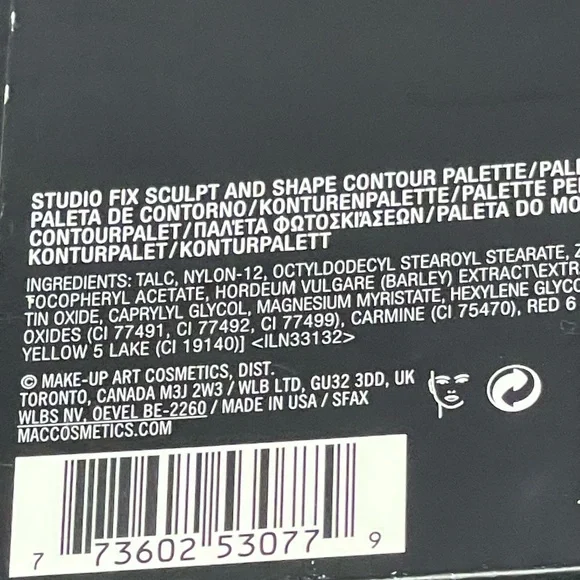 STUDIO FIX SCULPT AND SHAPE CONTOUR PALETTE/PAL
PALETA DE CONTORNO/KONTURENPALETTE/PALETTE PE
CONTOURPALET/ΠΑΛΈΤΑ ΦΩΤΟΣΚΙΆΣΕΩΝ/PALETA DO MO
KONTURPALET/KONTURPALETT
INGREDIENTS: TALC, NYLON-12, OCTYLDODECYL STEAROYL STEARATE, Z
TOCOPHERYL ACETATE, HORDEUM VULGARE (BARLEY) EXTRACT\EXTR
TIN OXIDE, CAPRYLYL GLYCOL, MAGNESIUM MYRISTATE, HEXYLENE GLYCO
OXIDES (CI 77491, CI 77492, CI 77499), CARMINE (CI 75470), RED 6
YELLOW 5 LAKE (CI 19140)] <ILN33132>
© MAKE-UP ART COSMETICS, DIST.
TORONTO, CANADA M3J 2W3 / WLB LTD, GU32 3DD, UK
WLBS NV, OEVEL BE-2260 / MADE IN USA / SFAX
MACCOSMETICS.COM
7 73602 53077 9